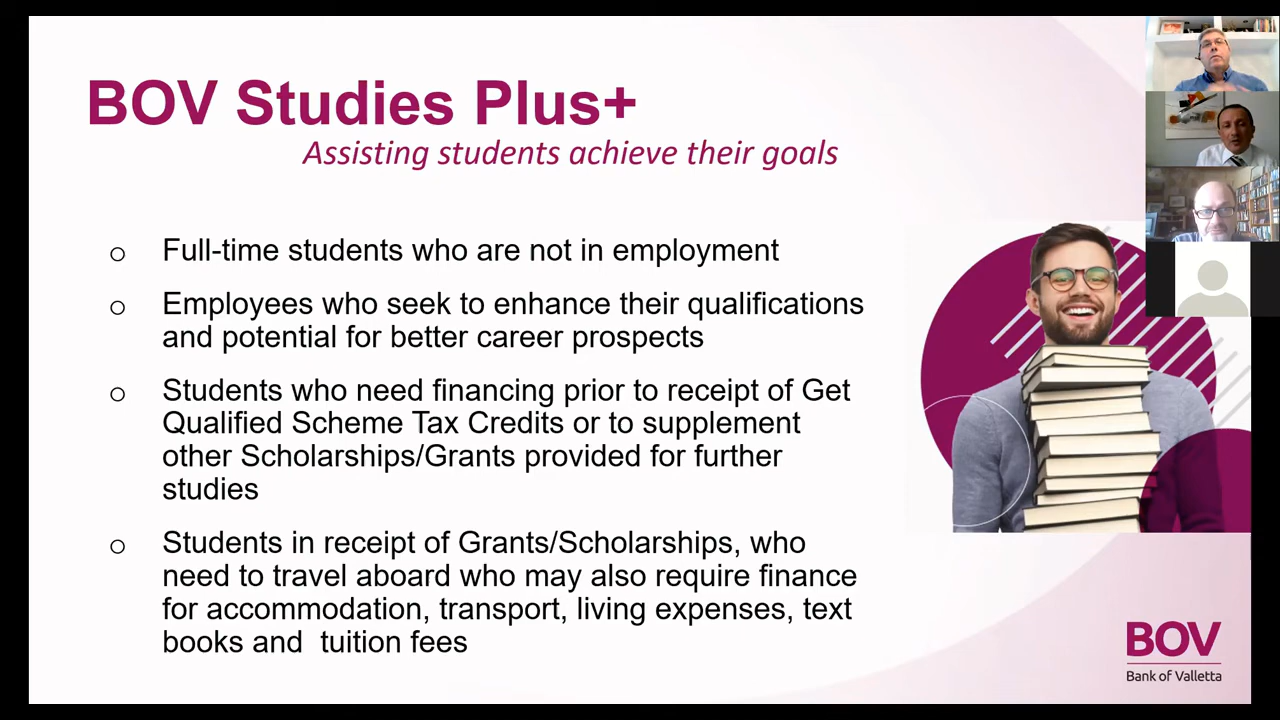 BOV Studies Plus+
Assisting students achieve their goals
o Full-time students who are not in employment
o Employees who seek to enhance their qualifications
and potential for better career prospects
o Students who need financing prior to receipt of Get
Qualified Scheme Tax Credits or to supplement
other Scholarships/Grants provided for further
studies
o Students in receipt of Grants/Scholarships, who
need to travel aboard who may also require finance
for accommodation, transport, living expenses, text
books and  tuition fees
BOV
Bank of Valletta